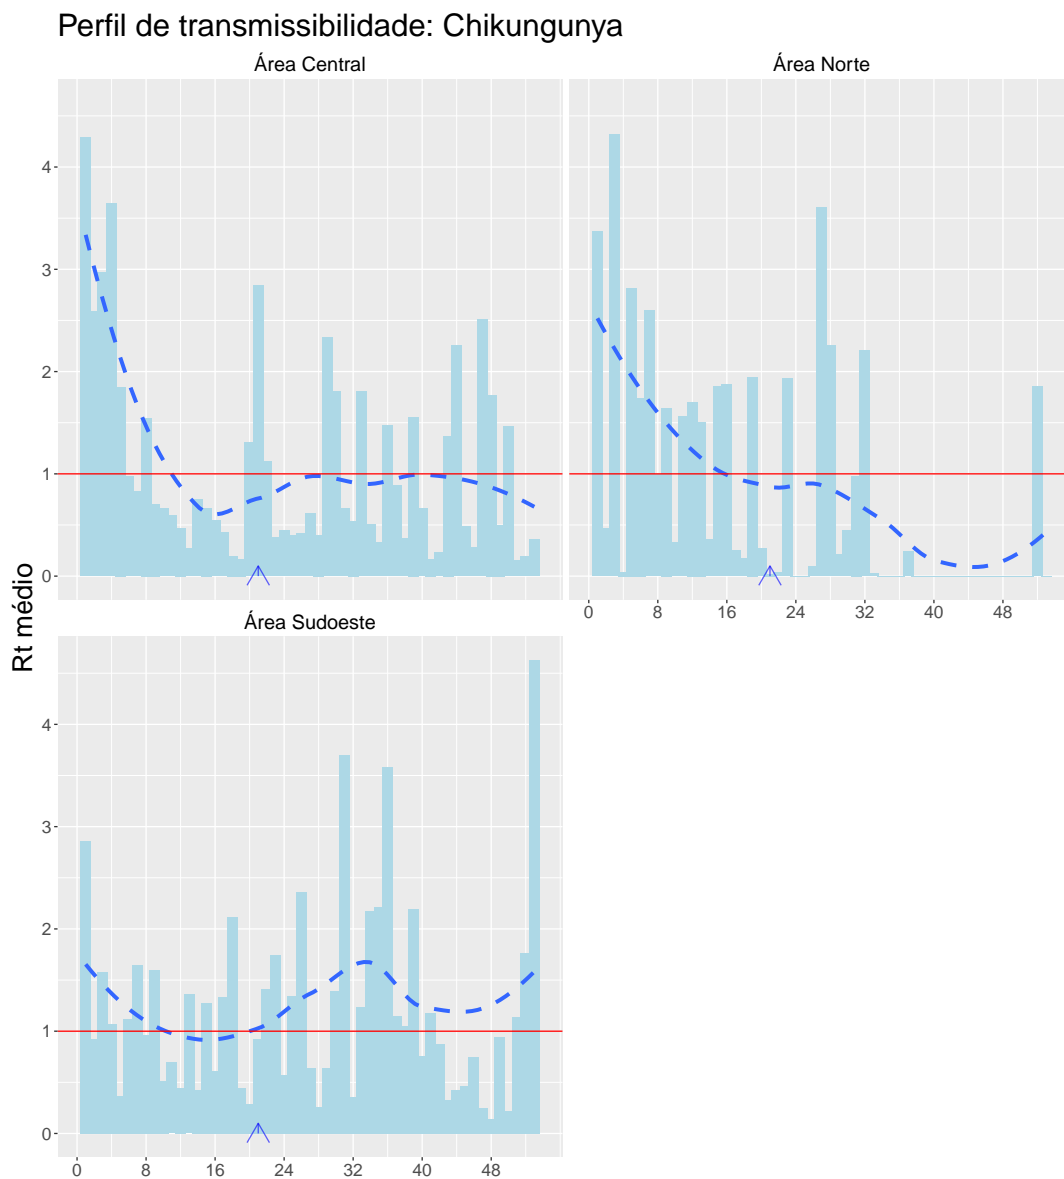 Perfil de transmissibilidade: Chikungunya
Área Central
Área Norte
4
3
2
1
0
0 8 16 24 32 40 48
Rt médio
Área Sudoeste
4
3
2
1
0
0 8 16 24 32 40 48